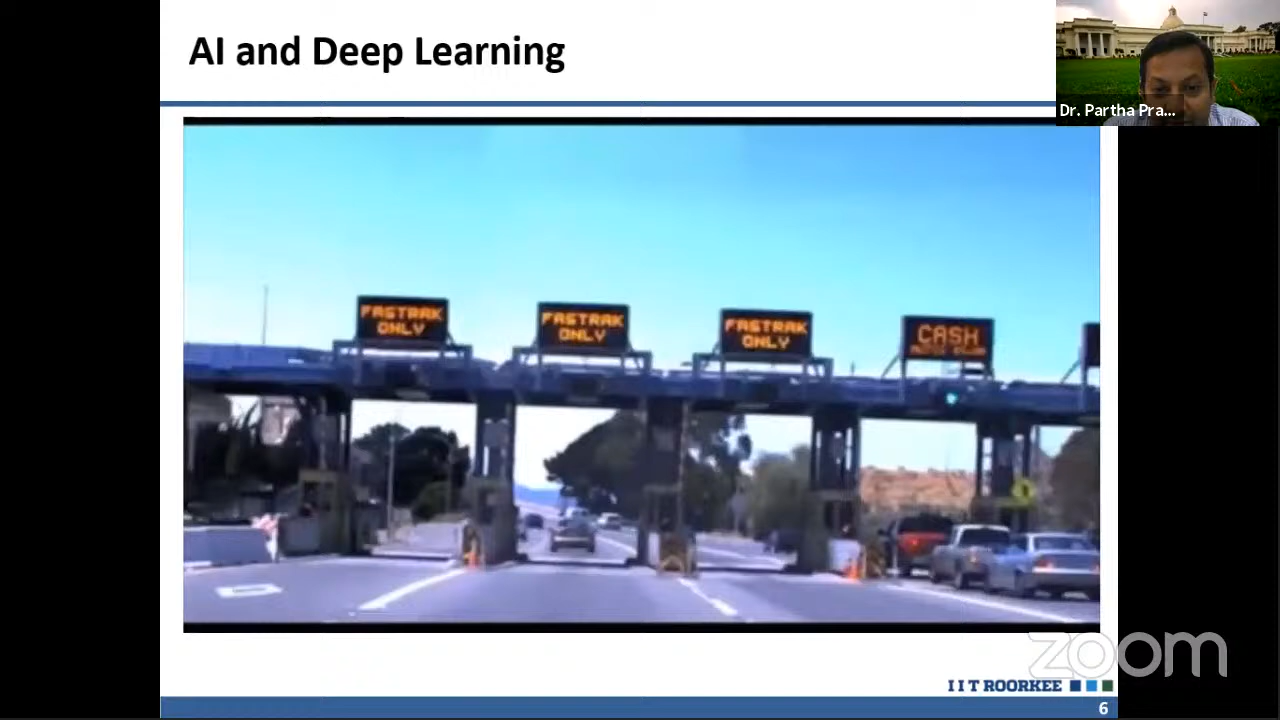 AI and Deep Learning
Dr. Partha Pra...
FASTRAK
ONLY
FASTRAK
ONLY
FASTRAK
ONLY
CASH
zoom
IIT ROORKEE
6